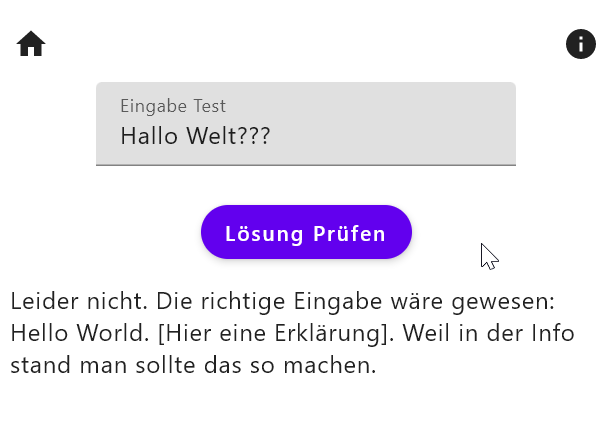 Eingabe Test
Hallo Welt???
Lösung Prüfen
Leider nicht. Die richtige Eingabe wäre gewesen:
Hello World. [Hier eine Erklärung]. Weil in der Info
stand man sollte das so machen.